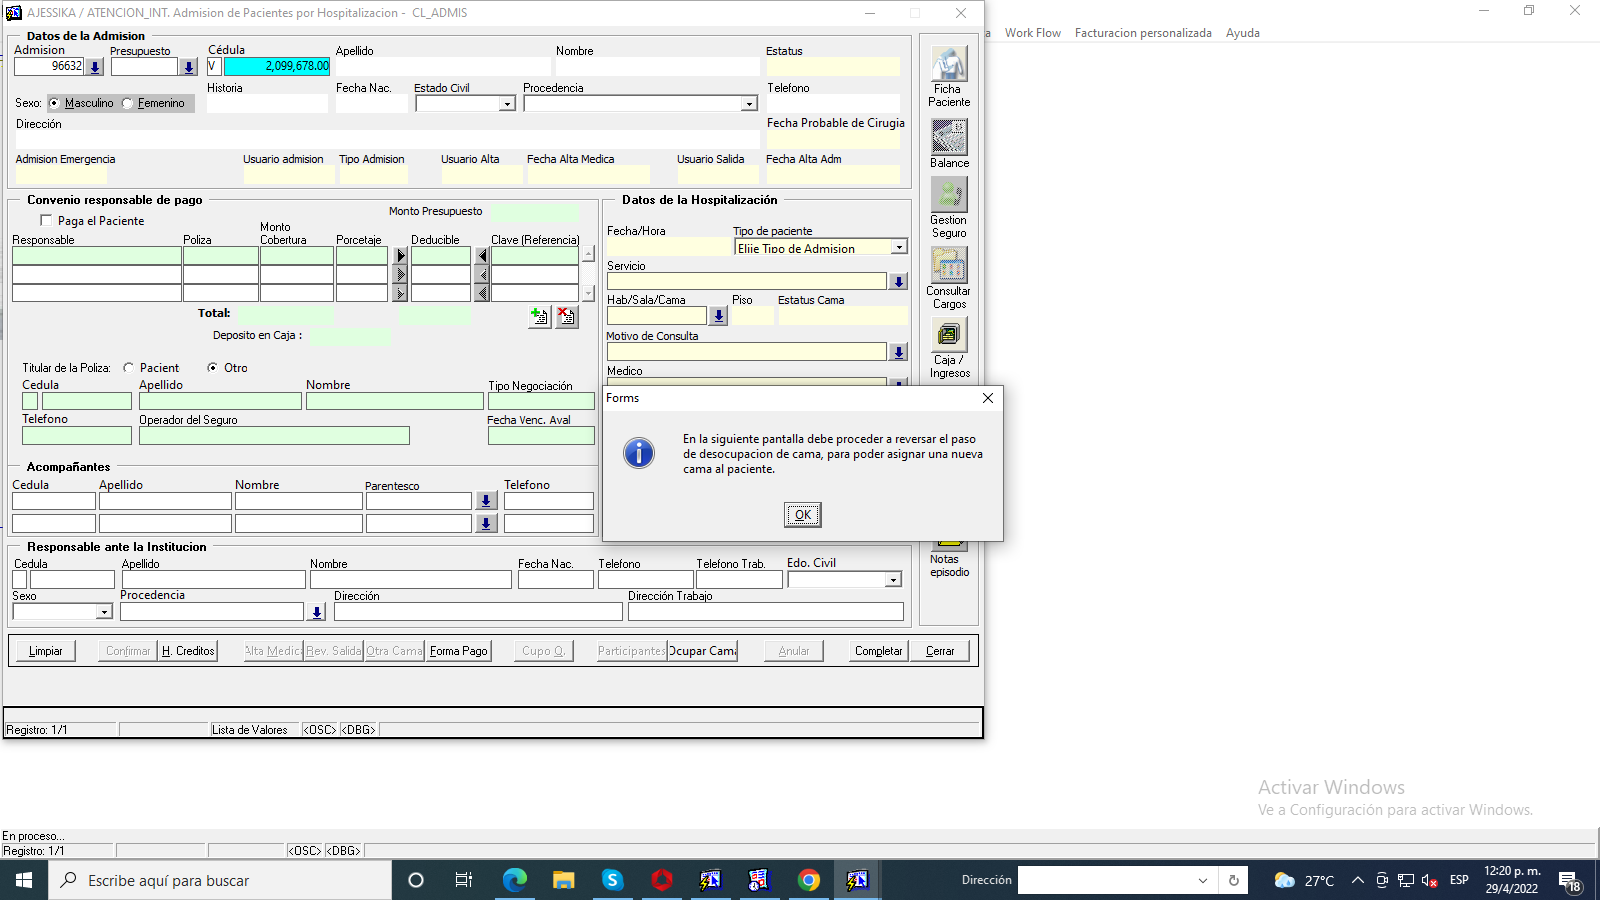 AJESSIKA / ATENCION_INT. Admision de Pacientes por Hospitalizacion - CL_ADMIS
a Work Flow Facturacion personalizada Ayuda
Datos de la Admision
Admision Presupuesto Cédula Apellido Nombre Estatus
96632 V 2,099,678.00
Historia Fecha Nac. Estado Civil Procedencia Telefono
Sexo: Masculino Femenino
Dirección Fecha Probable de Cirugia
Admision Emergencia Usuario admision Tipo Admision Usuario Alta Fecha Alta Medica Usuario Salida Fecha Alta Adm
Ficha
Paciente
Balance
Gestion
Seguro
Consultar
Cargos
Caja /
Ingresos
Convenio responsable de pago
Paga el Paciente Monto Presupuesto
Responsable Poliza Monto
Cobertura Porcetaje Deducible Clave (Referencia)
Total:
Deposito en Caja :
Titular de la Poliza: Pacient Otro
Cedula Apellido Nombre Tipo Negociación
Telefono Operador del Seguro Fecha Venc. Aval
Datos de la Hospitalización
Fecha/Hora Tipo de paciente
Elije Tipo de Admision
Servicio
Hab/Sala/Cama Piso Estatus Cama
Motivo de Consulta
Medico
Forms
En la siguiente pantalla debe proceder a reversar el paso
de desocupacion de cama, para poder asignar una nueva
cama al paciente.
OK
Acompañantes
Cedula Apellido Nombre Parentesco Telefono
Notas
episodio
Responsable ante la Institucion
Cedula Apellido Nombre Fecha Nac. Telefono Telefono Trab. Edo. Civil
Sexo Procedencia Dirección Dirección Trabajo
Limpiar Confirmar H. Creditos Alta Medica Rev. Salida Otra Cama Forma Pago Cupo Q. Participantes Ocupar Cama Anular Completar Cerrar
Registro: 1/1 Lista de Valores <OSC> <DBG>
Activar Windows
Ve a Configuración para activar Windows.
En proceso...
Registro: 1/1 <OSC> <DBG>
Escribe aquí para buscar
Dirección
27°C
ESP
12:20 p. m.
29/4/2022
18